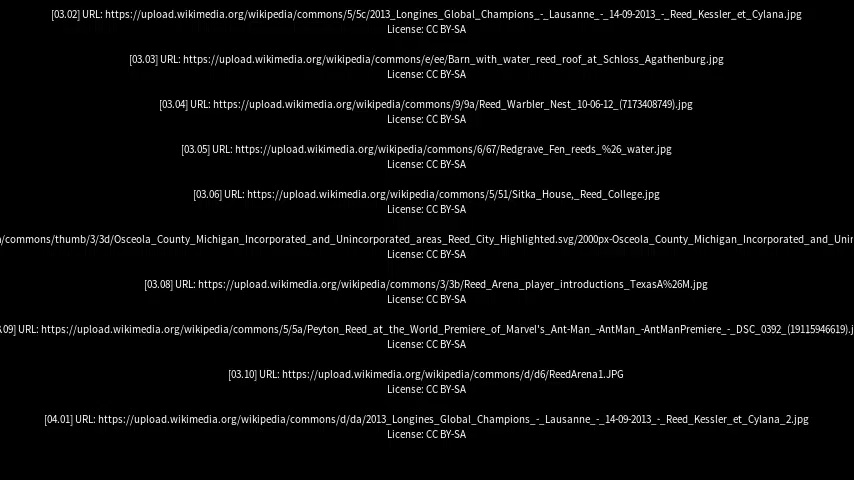 [03.02] URL: https://upload.wikimedia.org/wikipedia/commons/5/5c/2013_Longines_Global_Champions_-_Lausanne_-_14-09-2013_-_Reed_Kessler_et_Cylana.jpg
License: CC BY-SA
[03.03] URL: https://upload.wikimedia.org/wikipedia/commons/e/ee/Barn_with_water_reed_roof_at_Schloss_Agathenburg.jpg
License: CC BY-SA
[03.04] URL: https://upload.wikimedia.org/wikipedia/commons/9/9a/Reed_Warbler_Nest_10-06-12_(7173408749).jpg
License: CC BY-SA
[03.05] URL: https://upload.wikimedia.org/wikipedia/commons/6/67/Redgrave_Fen_reeds_%26_water.jpg
License: CC BY-SA
[03.06] URL: https://upload.wikimedia.org/wikipedia/commons/5/51/Sitka_House,_Reed_College.jpg
License: CC BY-SA
/commons/thumb/3/3d/Osceola_County_Michigan_Incorporated_and_Unincorporated_areas_Reed_City_Highlighted.svg/2000px-Osceola_County_Michigan_Incorporated_and_Unin
License: CC BY-SA
[03.08] URL: https://upload.wikimedia.org/wikipedia/commons/3/3b/Reed_Arena_player_introductions_TexasA%26M.jpg
License: CC BY-SA
.09] URL: https://upload.wikimedia.org/wikipedia/commons/5/5a/Peyton_Reed_at_the_World_Premiere_of_Marvel's_Ant-Man_-AntMan_-AntManPremiere_-_DSC_0392_(19115946619).j
License: CC BY-SA
[03.10] URL: https://upload.wikimedia.org/wikipedia/commons/d/d6/ReedArena1.JPG
License: CC BY-SA
[04.01] URL: https://upload.wikimedia.org/wikipedia/commons/d/da/2013_Longines_Global_Champions_-_Lausanne_-_14-09-2013_-_Reed_Kessler_et_Cylana_2.jpg
License: CC BY-SA